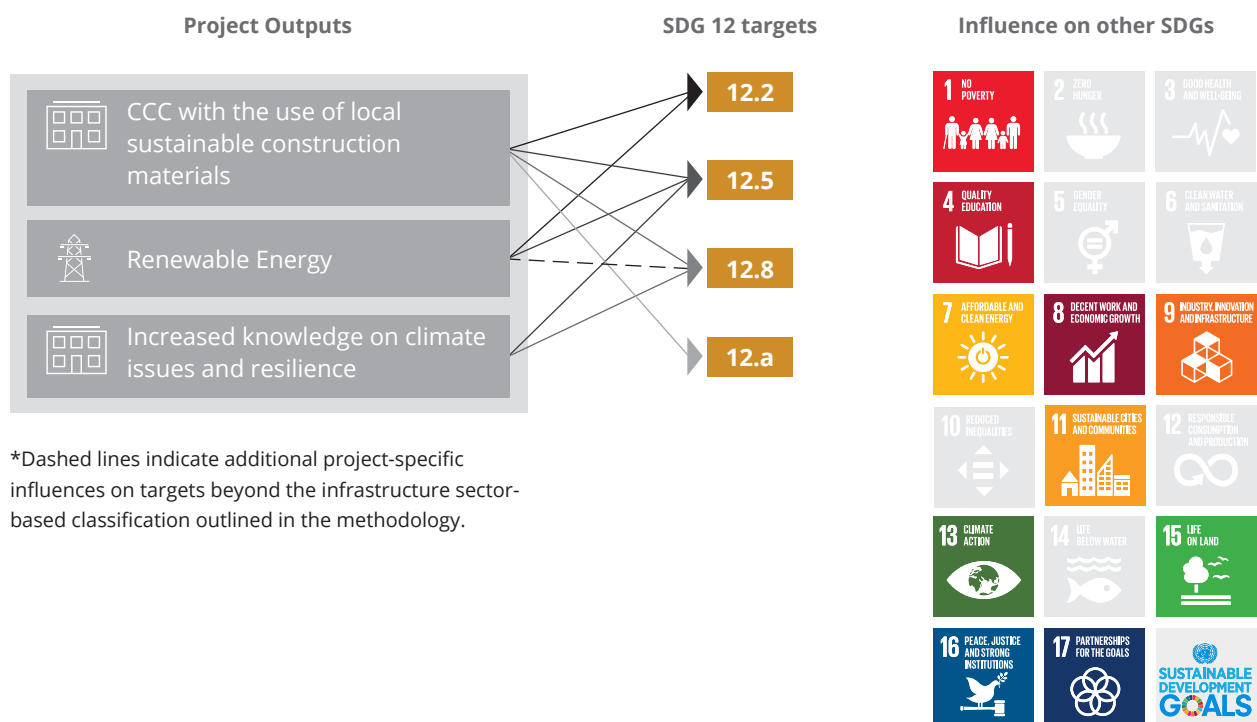 Project Outputs
SDG 12 targets
Influence on other SDGs
CCC with the use of local
sustainable construction
materials
Renewable Energy
Increased knowledge on climate
issues and resilience
12.2
12.5
12.8
12.a
*Dashed lines indicate additional project-specific
influences on targets beyond the infrastructure sector-
based classification outlined in the methodology.
1 NO
POVERTY
2 ZERO
HUNGER
3 GOOD HEALTH
AND WELL-BEING
4 QUALITY
EDUCATION
5 GENDER
EQUALITY
6 CLEAN WATER
AND SANITATION
7 AFFORDABLE AND
CLEAN ENERGY
8 DECENT WORK AND
ECONOMIC GROWTH
9 INDUSTRY, INNOVATION
AND INFRASTRUCTURE
10 REDUCED
INEQUALITIES
11 SUSTAINABLE CITIES
AND COMMUNITIES
12 RESPONSIBLE
CONSUMPTION
AND PRODUCTION
13 CLIMATE
ACTION
14 LIFE
BELOW WATER
15 LIFE
ON LAND
16 PEACE, JUSTICE
AND STRONG
INSTITUTIONS
17 PARTNERSHIPS
FOR THE GOALS
SUSTAINABLE
DEVELOPMENT
GOALS